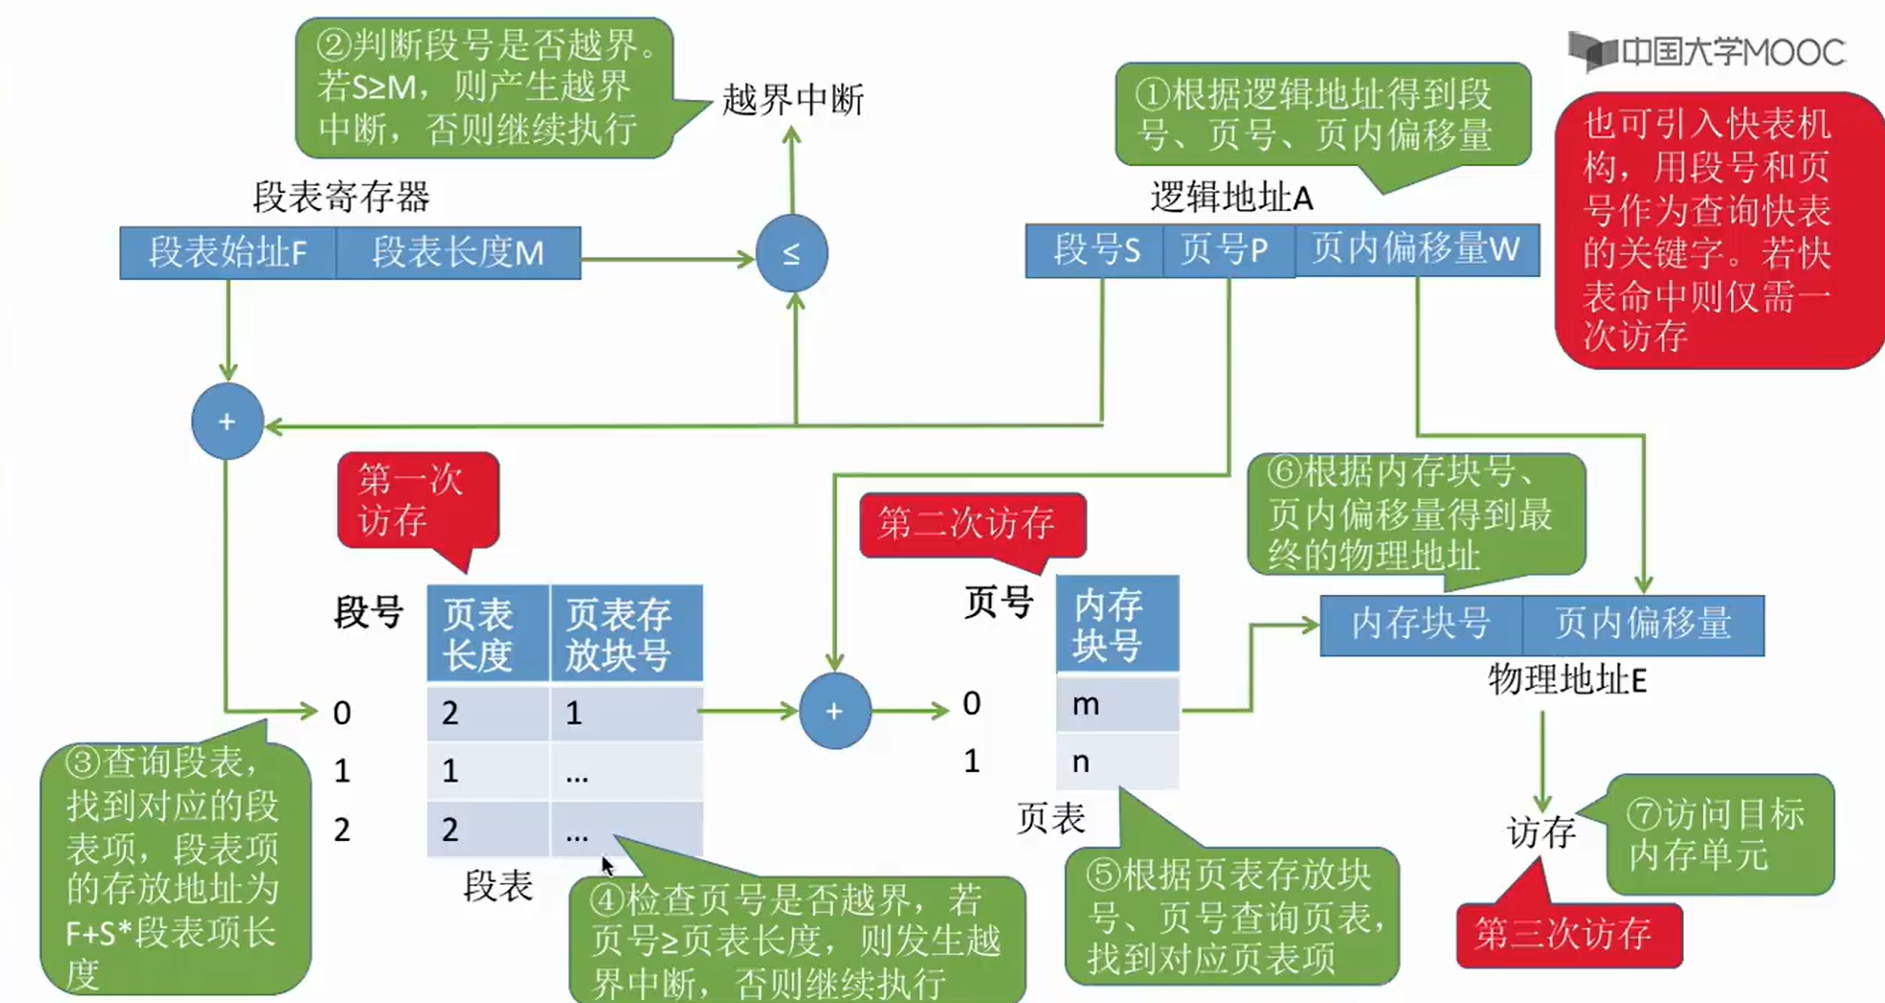 ②判断段号是否越界。
若S≥M，则产生越界
中断，否则继续执行
越界中断
①根据逻辑地址得到段
号、页号、页内偏移量
中国大学MOOC
也可引入快表机
构，用段号和页
号作为查询快表
的关键字。若快
表命中则仅需一
次访存
段表寄存器
段表始址F 段表长度M
≤
逻辑地址A
段号S 页号P 页内偏移量W
+
第一次
访存
第二次访存
⑥根据内存块号、
页内偏移量得到最
终的物理地址
段号
页表
长度
页表存
放块号
0 2 1
1 1 ...
2 2 ...
段表
+
页号
内存
块号
0 m
1 n
页表
内存块号 页内偏移量
物理地址E
③查询段表，
找到对应的段
表项，段表项
的存放地址为
F+S*段表项长
度
④检查页号是否越界，若
页号≥页表长度，则发生越
界中断，否则继续执行
⑤根据页表存放块
号、页号查询页表，
找到对应页表项
访存
⑦访问目标
内存单元
第三次访存